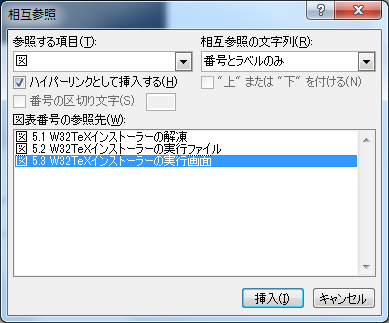 相互参照
参照する項目(T): 相互参照の文字列(R):
図 番号とラベルのみ
ハイパーリンクとして挿入する(H) "上" または "下" を付ける(N)
番号の区切り文字(S)
図表番号の参照先(W):
図 5.1 W32TeXインストーラーの解凍
図 5.2 W32TeXインストーラーの実行ファイル
図 5.3 W32TeXインストーラーの実行画面
挿入(I) キャンセル